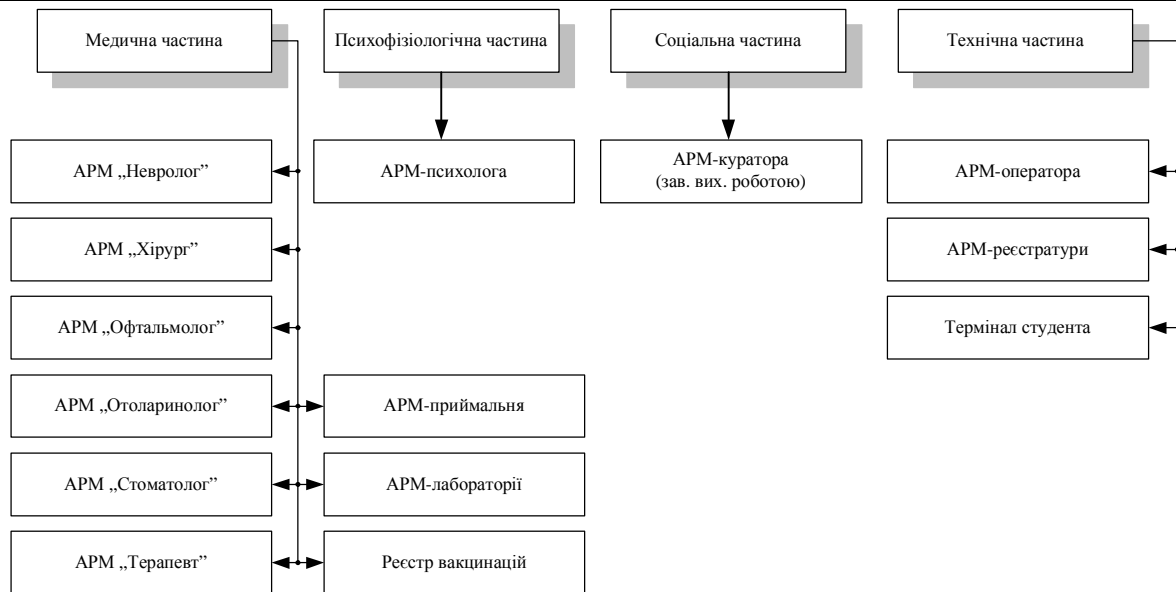 Медична частина
Психофізіологічна частина
Соціальна частина
Технічна частина
АРМ „Невролог”
АРМ-психолога
АРМ-куратора
(зав. вих. роботою)
АРМ-оператора
АРМ „Хірург”
АРМ-реєстратури
АРМ „Офтальмолог”
Термінал студента
АРМ „Отоларинолог”
АРМ-приймальня
АРМ „Стоматолог”
АРМ-лабораторії
АРМ „Терапевт”
Реєстр вакцинацій